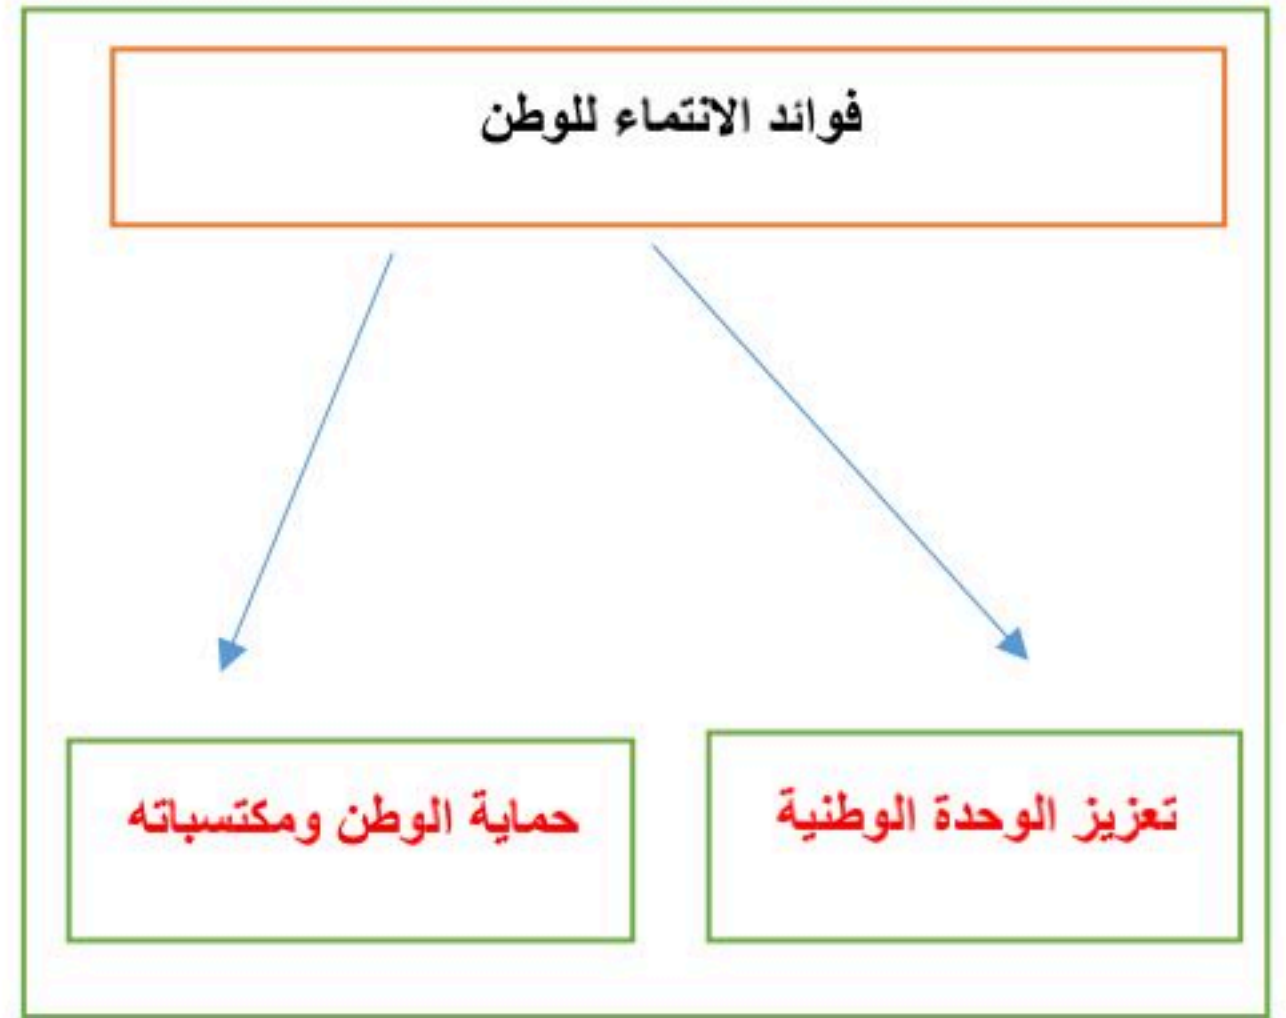 فوائد الانتماء للوطن
تعزيز الوحدة الوطنية
حماية الوطن ومكتسباته